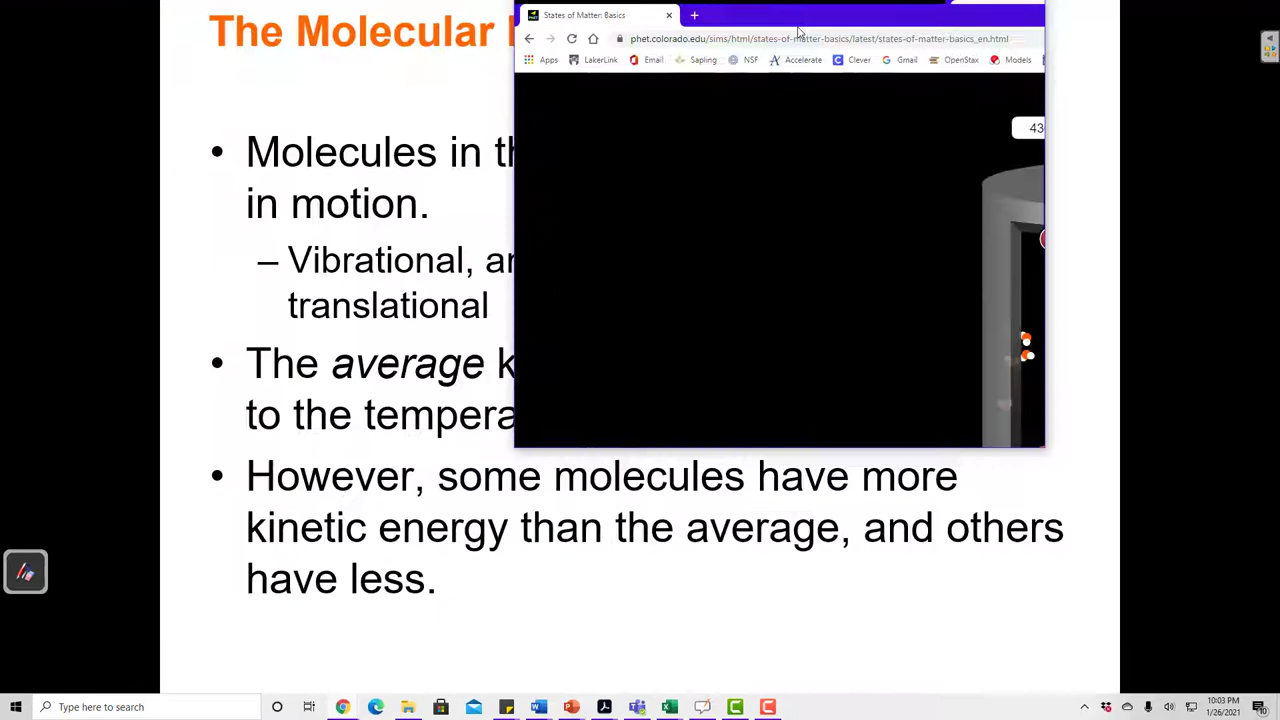 The Molecular
States of Matter: Basics
phet.colorado.edu/sims/html/states-of-matter-basics/latest/states-of-matter-basics_en.html
Apps LakerLink Email Sapling NSF Accelerate Clever Gmail OpenStax Models
43
• Molecules in th
in motion.
– Vibrational, an
translational
• The average k
to the tempera
• However, some molecules have more
kinetic energy than the average, and others
have less.
Type here to search
10:03 PM
1/26/2021